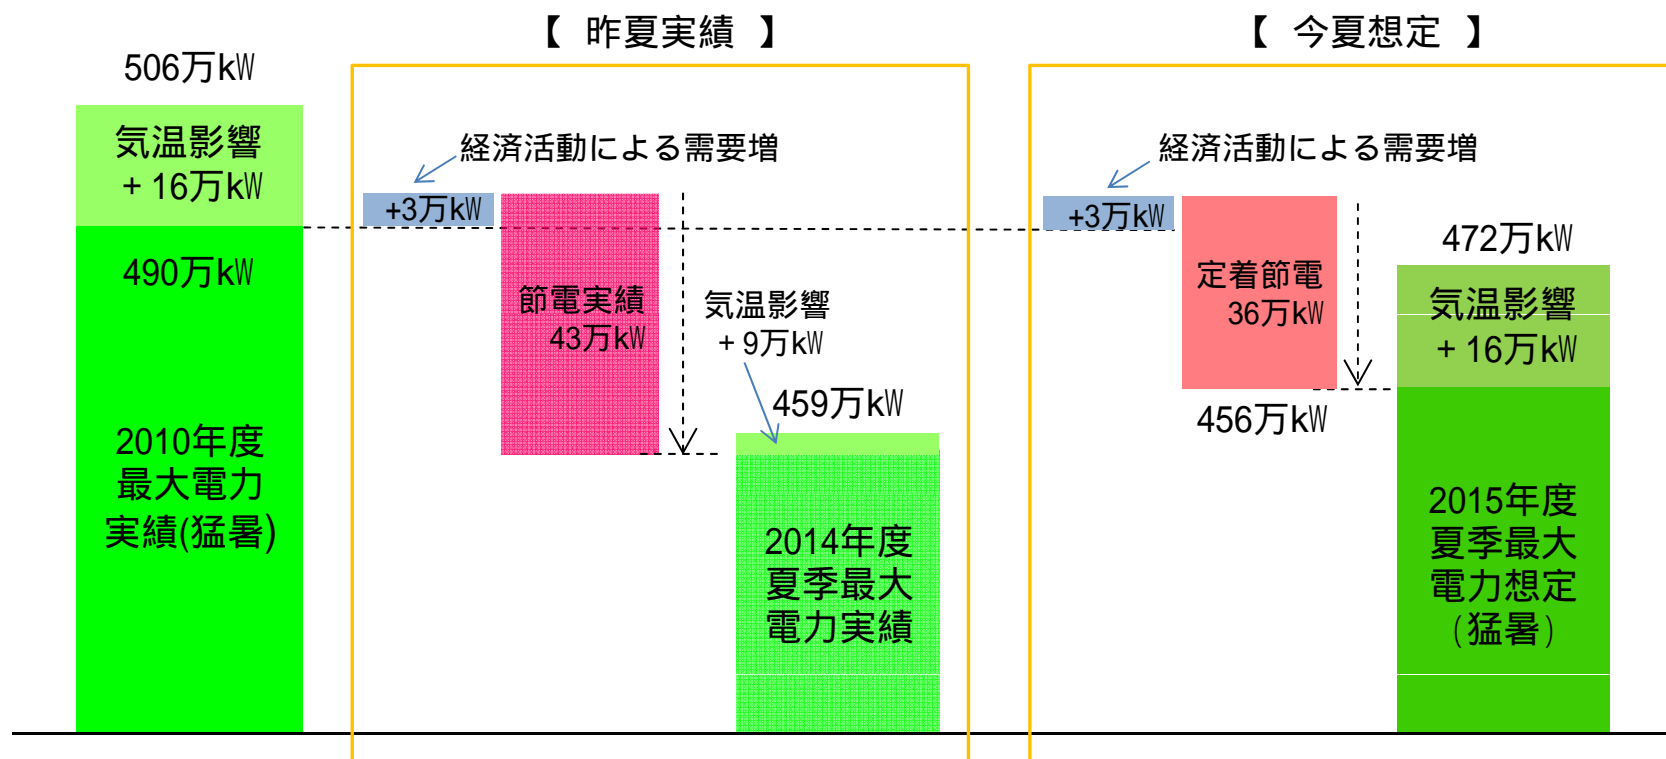 506万kW
気温影響
+ 16万kW
490万kW
2010年度
最大電力
実績(猛暑)
【 昨夏実績 】
経済活動による需要増
+3万kW
節電実績
43万kW
気温影響
+ 9万kW
459万kW
2014年度
夏季最大
電力実績
【 今夏想定 】
経済活動による需要増
+3万kW
定着節電
36万kW
456万kW
472万kW
気温影響
+ 16万kW
2015年度
夏季最大
電力想定
(猛暑)